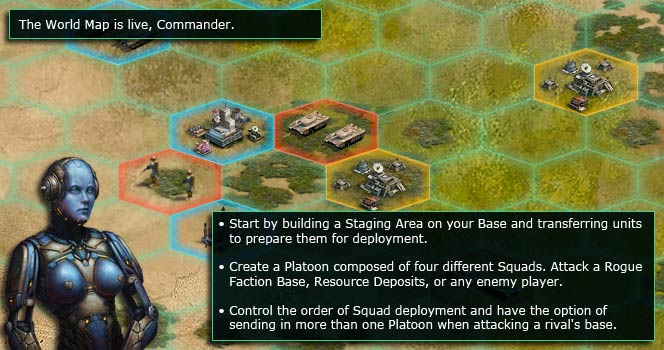 The World Map is live, Commander.
• Start by building a Staging Area on your Base and transferring units
to prepare them for deployment.
• Create a Platoon composed of four different Squads. Attack a Rogue
Faction Base, Resource Deposits, or any enemy player.
• Control the order of Squad deployment and have the option of
sending in more than one Platoon when attacking a rival's base.